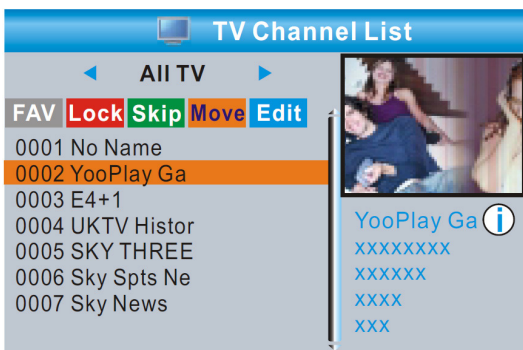 TV Channel List
All TV
FAV Lock Skip Move Edit
0001 No Name
0002 YooPlay Ga
0003 E4+1
0004 UKTV Histor
0005 SKY THREE
0006 Sky Spts Ne
0007 Sky News
YooPlay Ga i
xxxxxxxx
xxxxxx
xxxx
xxx